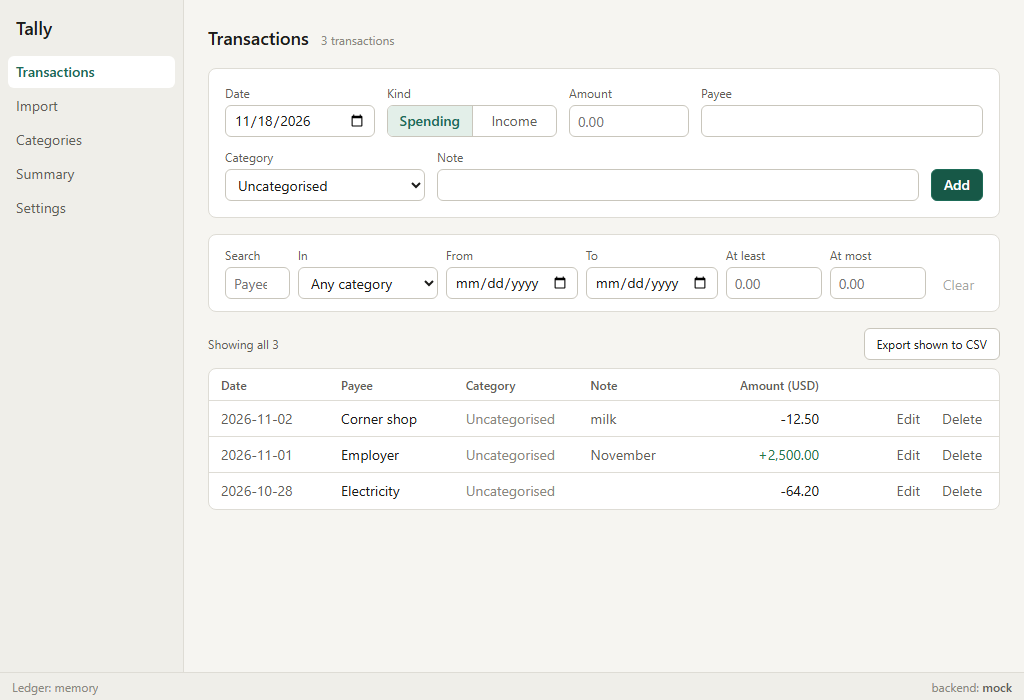 Tally
Transactions
Import
Categories
Summary
Settings
Transactions 3 transactions
Date Kind Amount Payee
11/18/2026 Spending Income 0.00
Category Note
Uncategorised Add
Search In From To At least At most
Payee Any category mm/dd/yyyy mm/dd/yyyy 0.00 0.00 Clear
Showing all 3 Export shown to CSV
Date Payee Category Note Amount (USD)
2026-11-02 Corner shop Uncategorised milk -12.50 Edit Delete
2026-11-01 Employer Uncategorised November +2,500.00 Edit Delete
2026-10-28 Electricity Uncategorised -64.20 Edit Delete
Ledger: memory backend: mock